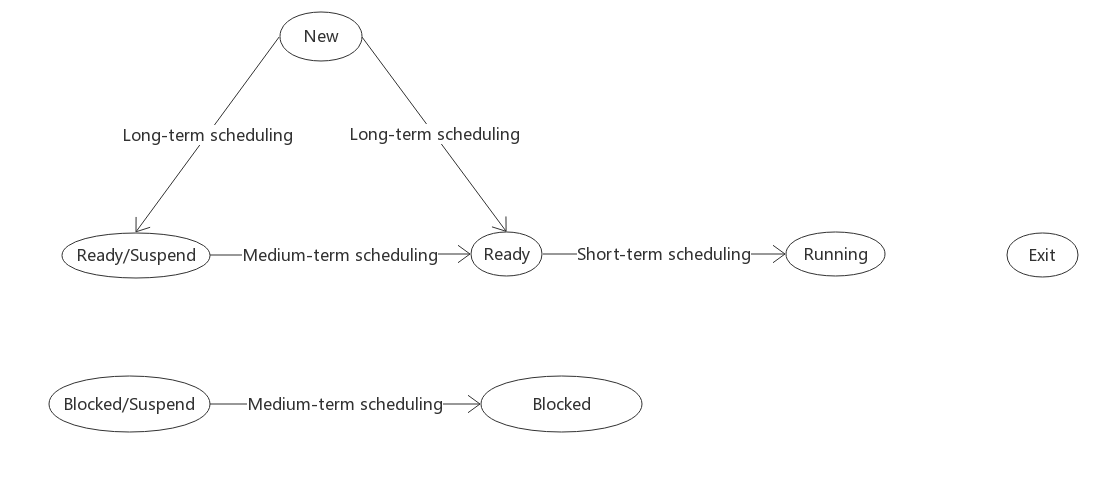 New
Long-term scheduling
Long-term scheduling
Ready/Suspend
Medium-term scheduling
Ready
Short-term scheduling
Running
Exit
Blocked/Suspend
Medium-term scheduling
Blocked